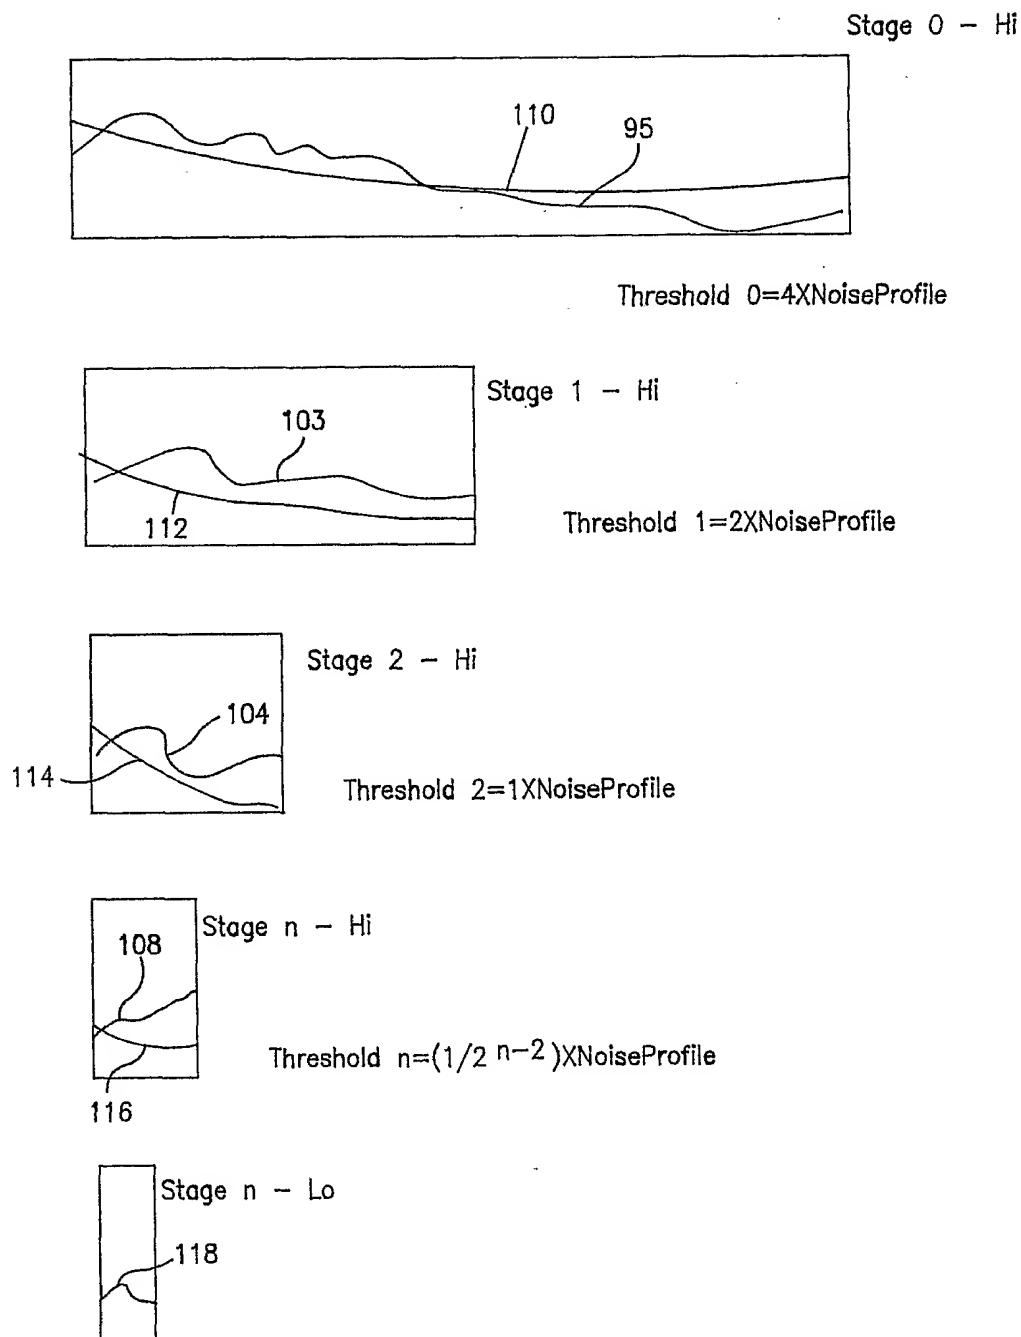 Stage 0 – Hi
110
95
Threshold 0=4XNoiseProfile
Stage 1 – Hi
103
112
Threshold 1=2XNoiseProfile
Stage 2 – Hi
104
114
Threshold 2=1XNoiseProfile
Stage n – Hi
108
Threshold n=(1/2 n-2)XNoiseProfile
116
Stage n – Lo
118